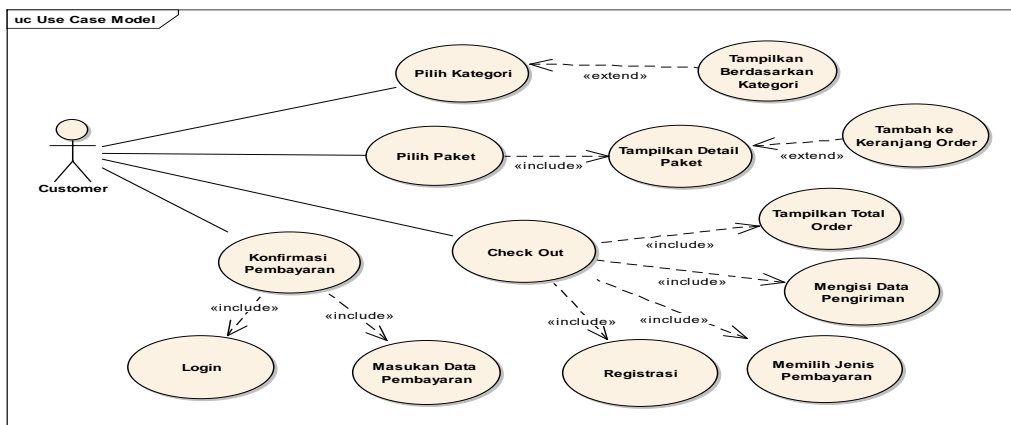 uc Use Case Model
Pilih Kategori
«extend»
Tampilkan
Berdasarkan
Kategori
Customer
Pilih Paket
«include»
Tampilkan Detail
Paket
«extend»
Tambah ke
Keranjang Order
Konfirmasi
Pembayaran
Check Out
«include»
Tampilkan Total
Order
«include»
Mengisi Data
Pengiriman
«include»
«include»
«include»
«include»
Login
Masukan Data
Pembayaran
Registrasi
Memilih Jenis
Pembayaran